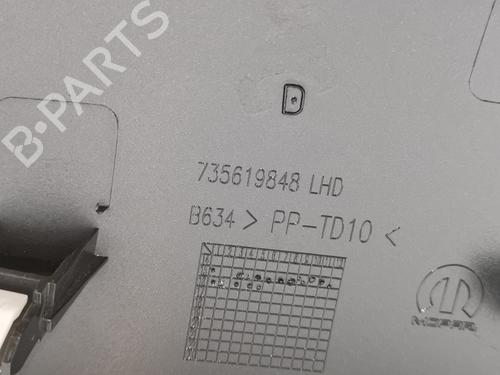 B-PARTS
D
735619848 LHD
B634 > PP-TD10 <
MOPAR